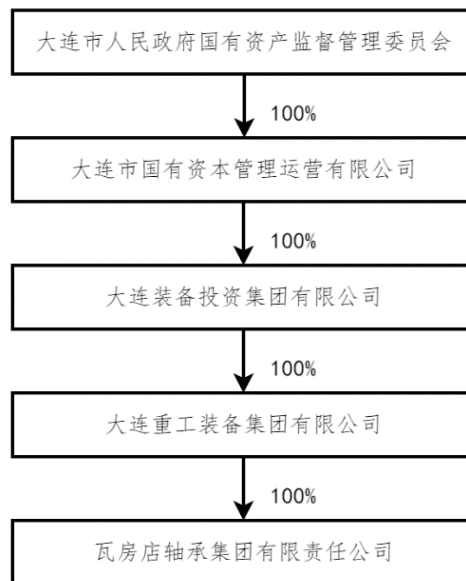 大连市人民政府国有资产监督管理委员会
100%
大连市国有资本管理运营有限公司
100%
大连装备投资集团有限公司
100%
大连重工装备集团有限公司
100%
瓦房店轴承集团有限责任公司